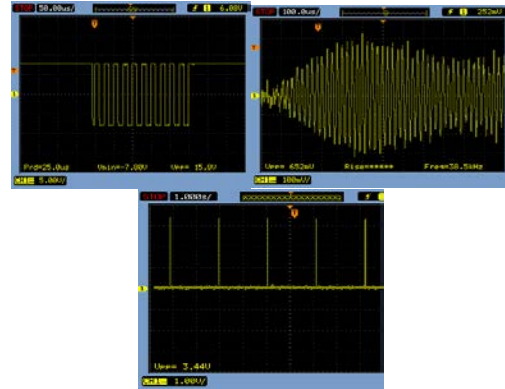 STOP 50.00us/ 6.00V
Prd=25.0us Vmin=-7.00V Vpp= 15.0V
CH1 5.00V/
STOP 100.0us/ 252mV
Vpp= 652mV Rise=***** Freq=38.5kHz
CH1 100mV/
STOP 1.000s/
Vpp= 3.44V
CH1 1.00V/